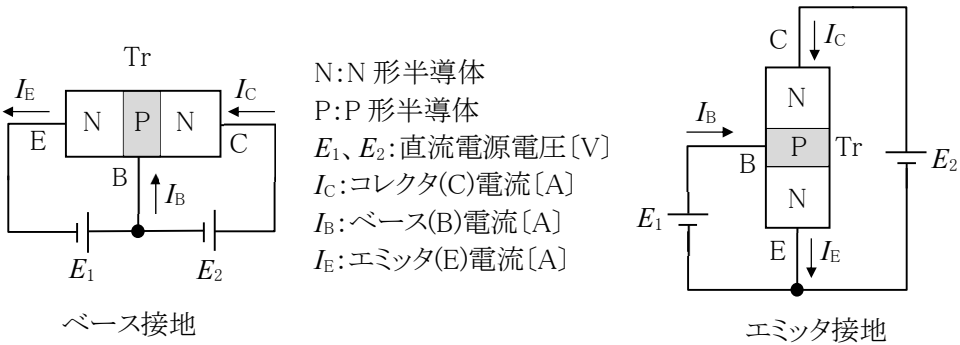 Tr
I_E
N P N
I_C
E
C
B
I_B
E_1
E_2
ベース接地
N:N 形半導体
P:P 形半導体
E_1、E_2:直流電源電圧〔V〕
I_C:コレクタ(C)電流〔A〕
I_B:ベース(B)電流〔A〕
I_E:エミッタ(E)電流〔A〕
C
I_C
N
I_B
P
Tr
B
E_2
N
E_1
E
I_E
エミッタ接地